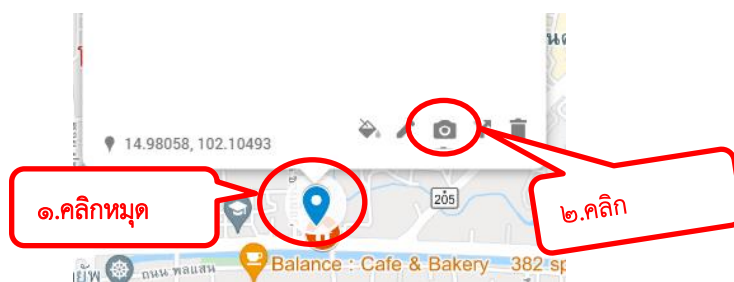 14.98058, 102.10493
๑.คลิกหมุด
๒.คลิก
205
ถนน พลแสน
Balance : Cafe & Bakery
382 sp